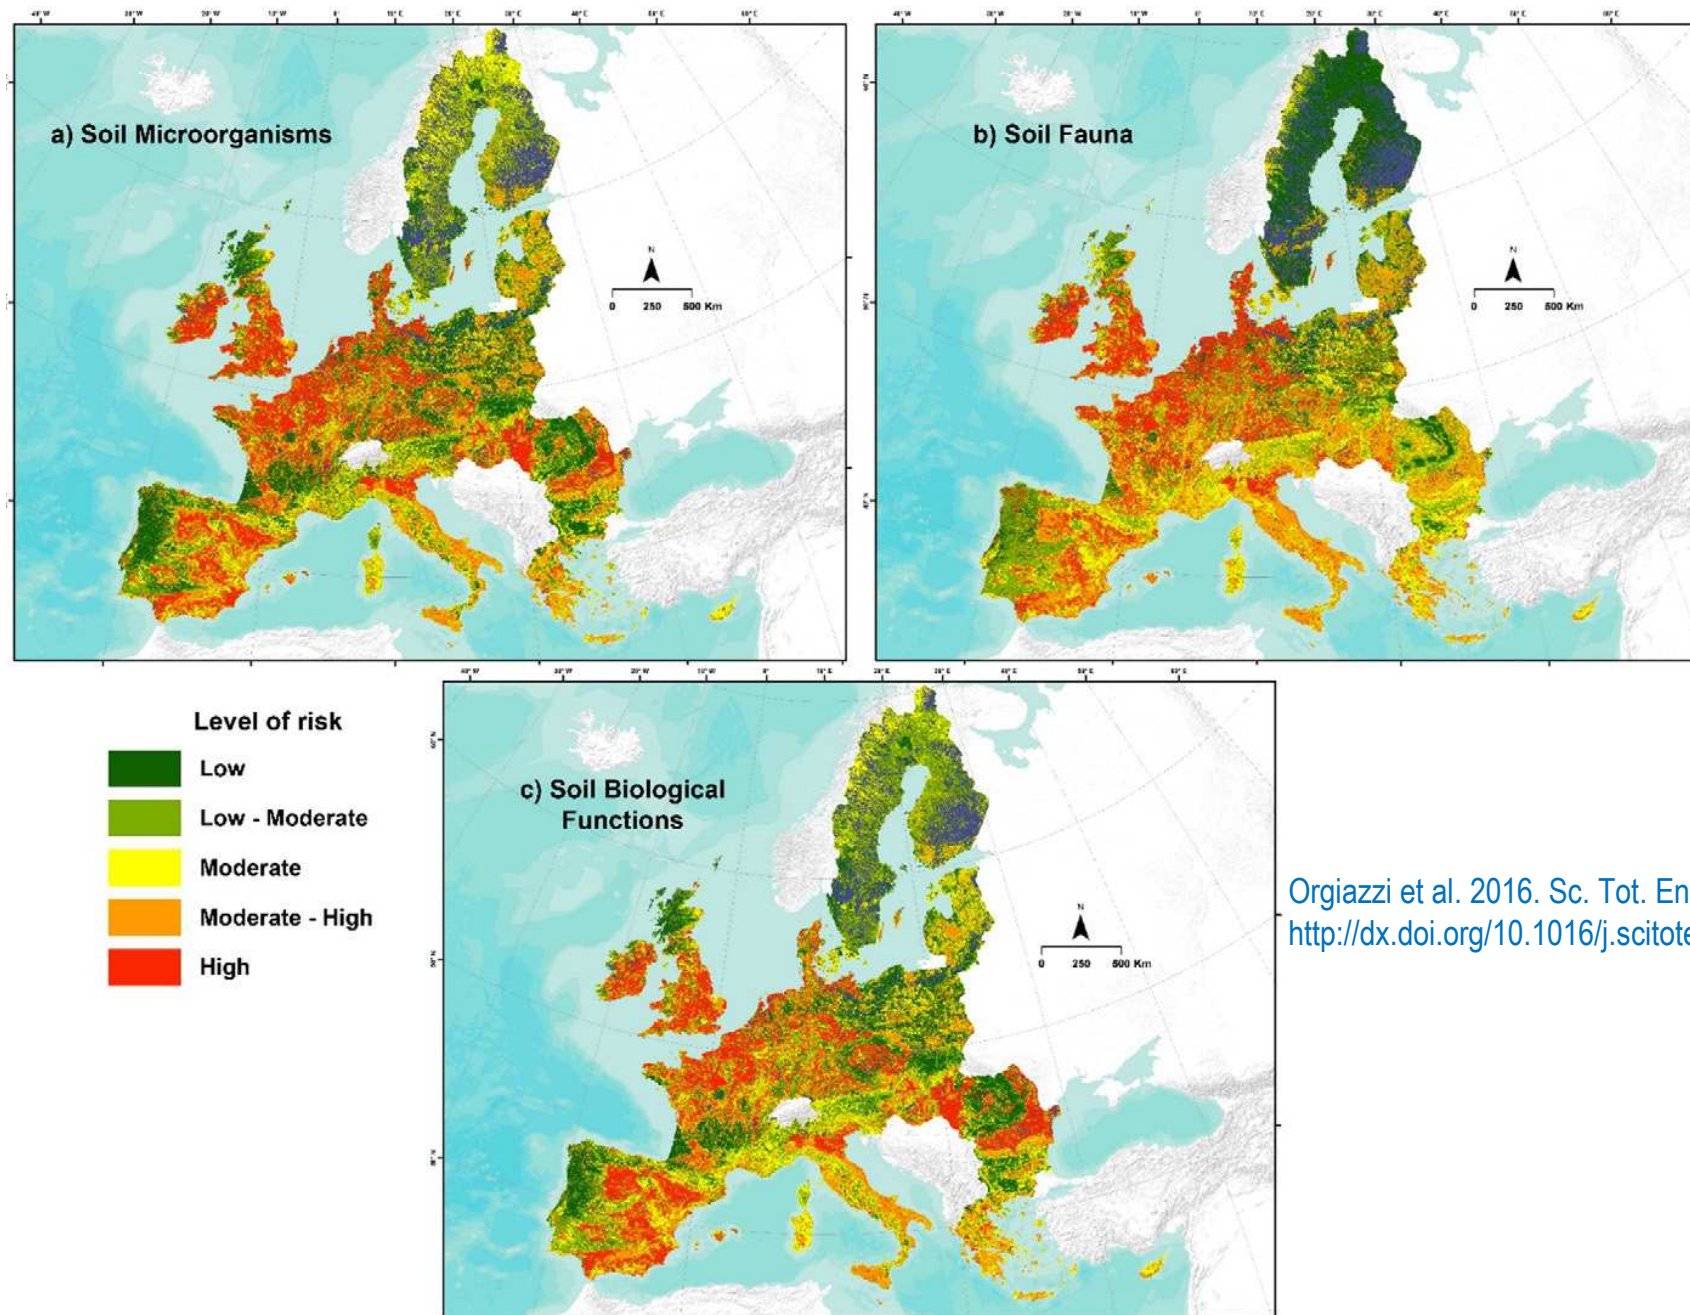 a) Soil Microorganisms
N
0 250 500 Km
b) Soil Fauna
N
0 250 500 Km
Level of risk
Low
Low - Moderate
Moderate
Moderate - High
High
c) Soil Biological
Functions
N
0 250 500 Km
Orgiazzi et al. 2016. Sc. Tot. En
http://dx.doi.org/10.1016/j.scitote